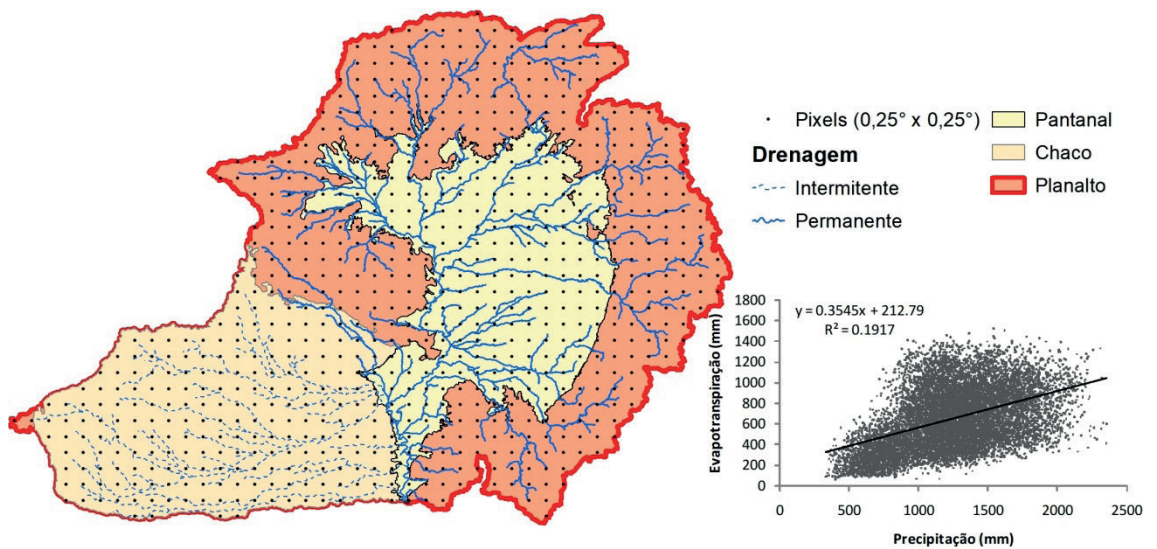 Pixels (0,25° x 0,25°)
Pantanal
Drenagem
Chaco
Intermitente
Planalto
Permanente
y = 0.3545x + 212.79
R² = 0.1917
Evapotranspiração (mm)
1800
1600
1400
1200
1000
800
600
400
200
0
0 500 1000 1500 2000 2500
Precipitação (mm)